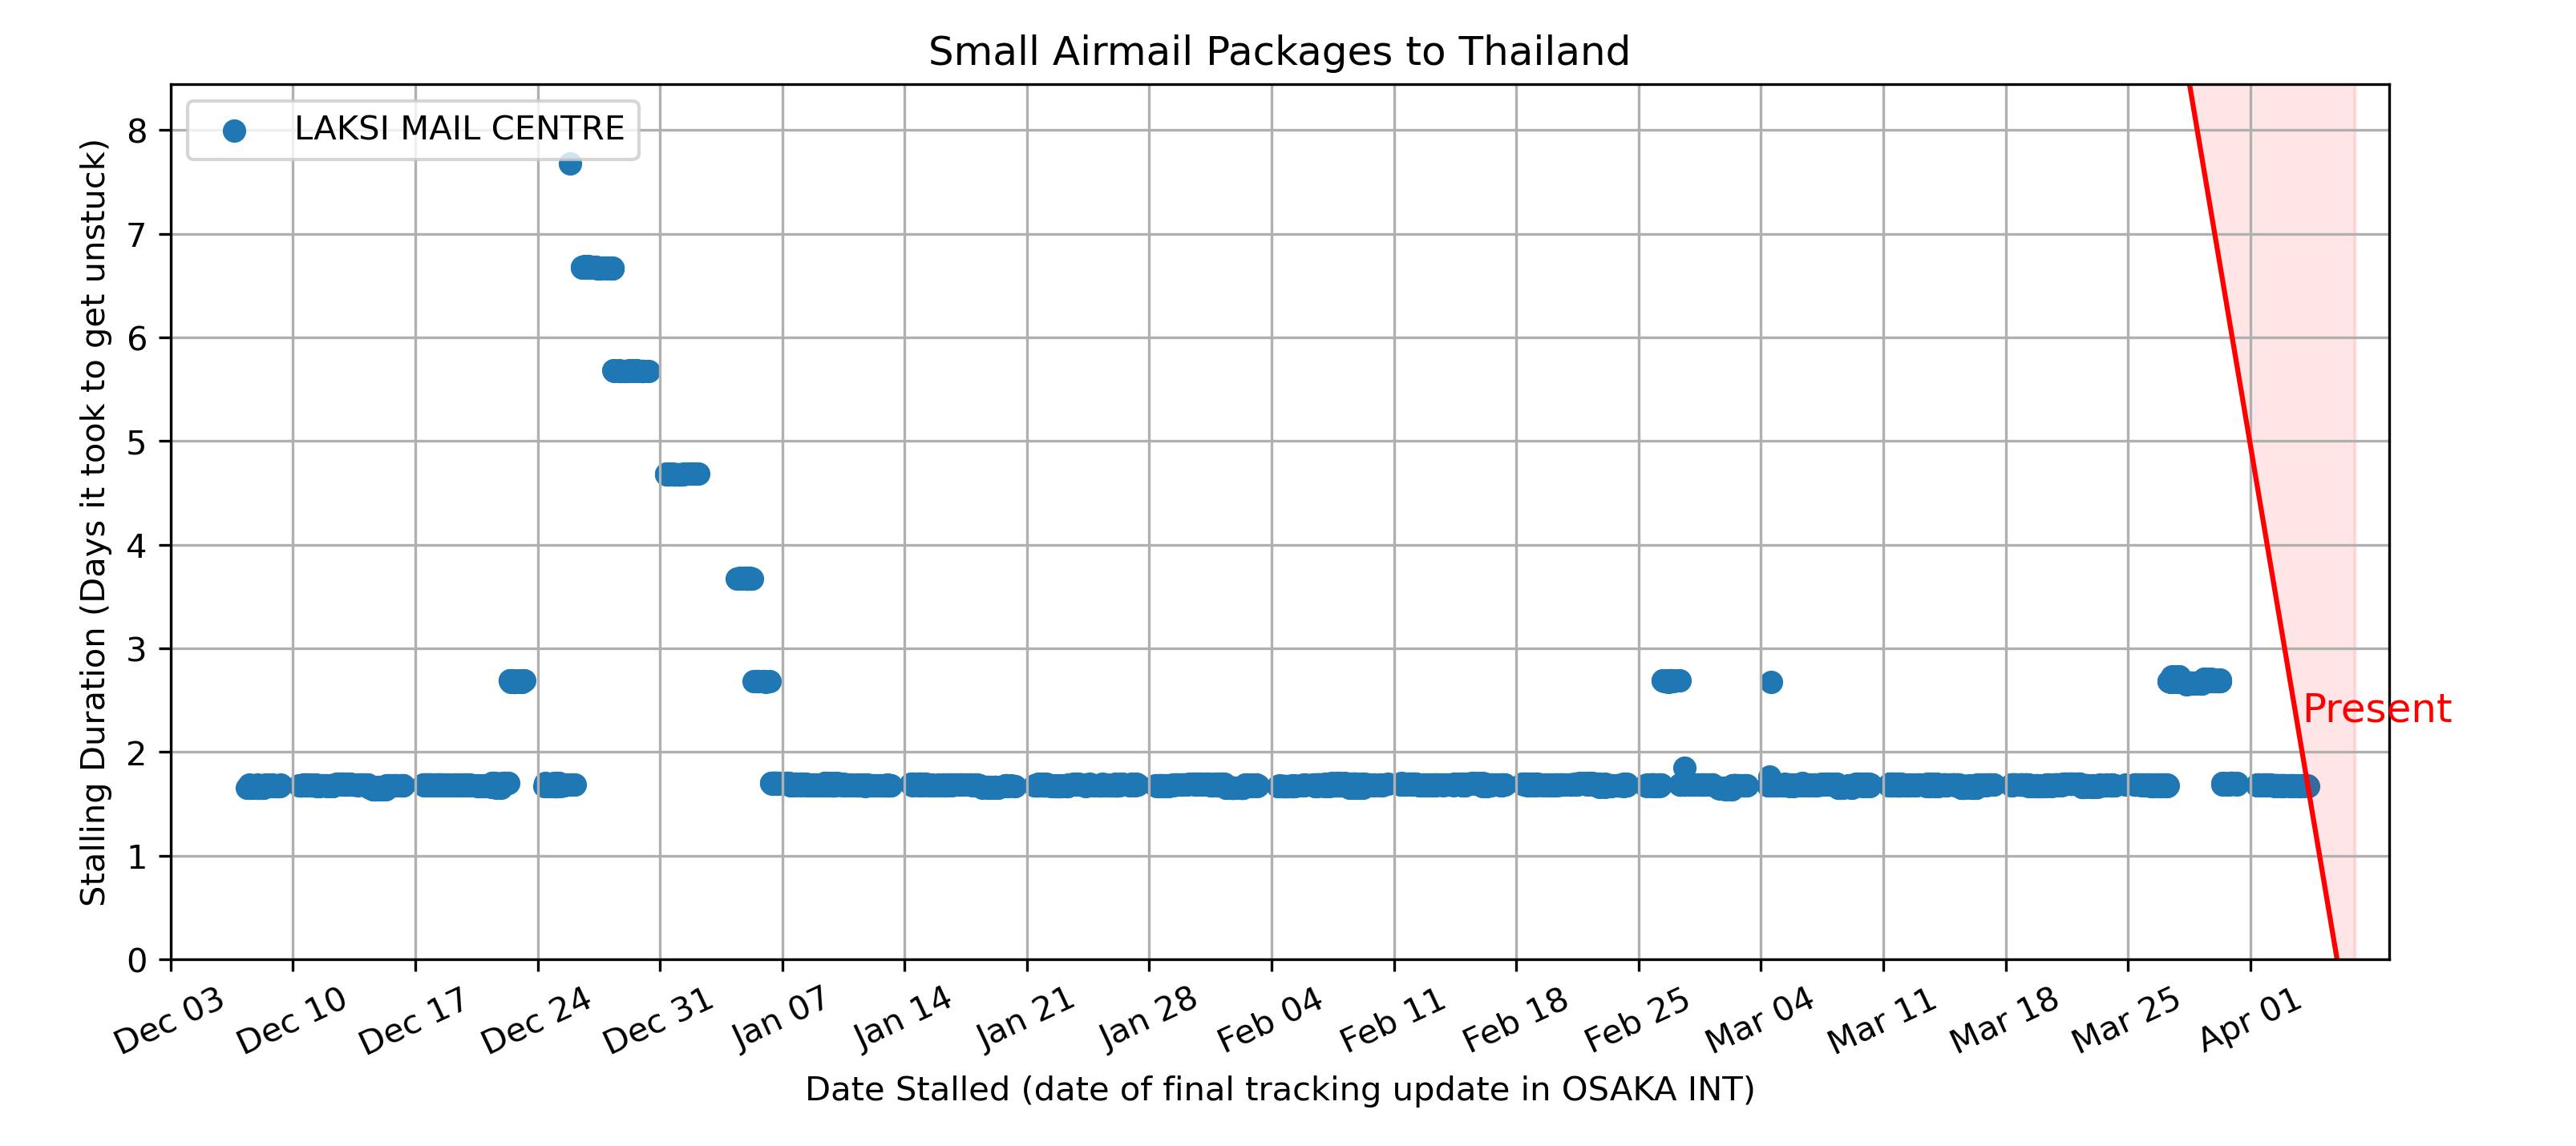 Small Airmail Packages to Thailand
LAKSI MAIL CENTRE
Stalling Duration (Days it took to get unstuck)
8
7
6
5
4
3
2
1
0
Present
Dec 03 Dec 10 Dec 17 Dec 24 Dec 31 Jan 07 Jan 14 Jan 21 Jan 28 Feb 04 Feb 11 Feb 18 Feb 25 Mar 04 Mar 11 Mar 18 Mar 25 Apr 01
Date Stalled (date of final tracking update in OSAKA INT)